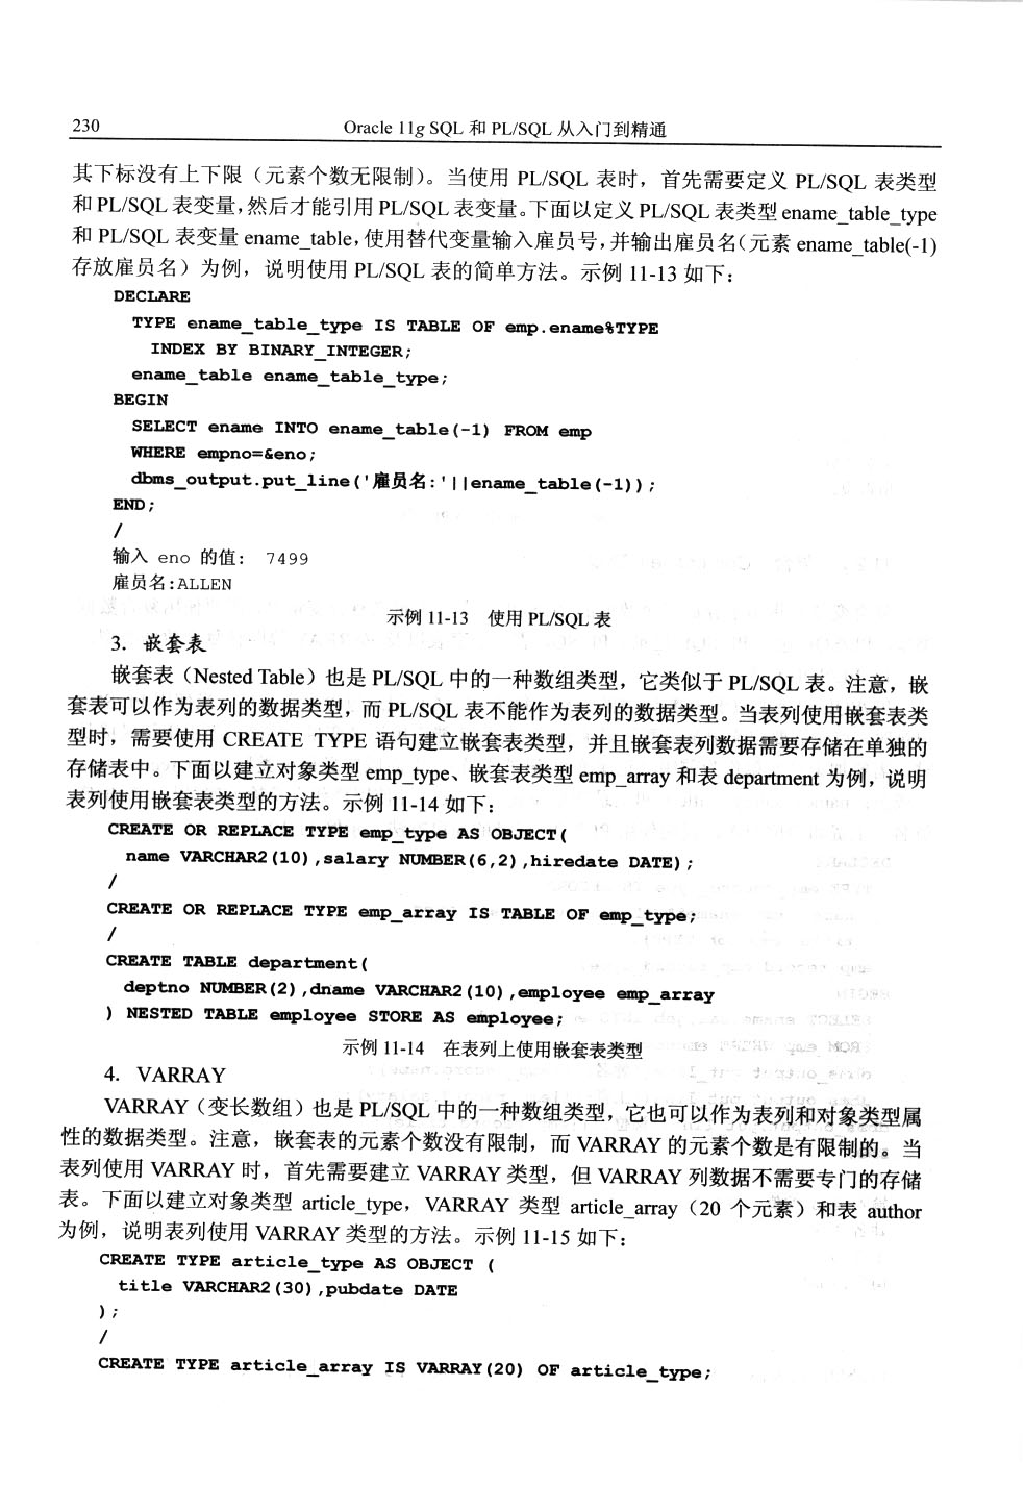 230
Oracle 11g SQL 和 PL/SQL 从入门到精通
其下标没有上下限（元素个数无限制）。当使用 PL/SQL 表时，首先需要定义 PL/SQL 表类型
和 PL/SQL 表变量，然后才能引用 PL/SQL 表变量。下面以定义 PL/SQL 表类型 ename_table_type
和 PL/SQL 表变量 ename_table，使用替代变量输入雇员号，并输出雇员名（元素 ename_table(-1)
存放雇员名）为例，说明使用 PL/SQL 表的简单方法。示例 11-13 如下：
DECLARE
TYPE ename_table_type IS TABLE OF emp.ename%TYPE
INDEX BY BINARY_INTEGER;
ename_table ename_table_type;
BEGIN
SELECT ename INTO ename_table(-1) FROM emp
WHERE empno=&eno;
dbms_output.put_line('雇员名:'||ename_table(-1));
END;
/
输入 eno 的值: 7499
雇员名:ALLEN
示例 11-13 使用 PL/SQL 表
3. 嵌套表
嵌套表（Nested Table）也是 PL/SQL 中的一种数组类型，它类似于 PL/SQL 表。注意，嵌
套表可以作为表列的数据类型，而 PL/SQL 表不能作为表列的数据类型。当表列使用嵌套表类
型时，需要使用 CREATE TYPE 语句建立嵌套表类型，并且嵌套表列数据需要存储在单独的
存储表中。下面以建立对象类型 emp_type、嵌套表类型 emp_array 和表 department 为例，说明
表列使用嵌套表类型的方法。示例 11-14 如下：
CREATE OR REPLACE TYPE emp_type AS OBJECT(
name VARCHAR2(10),salary NUMBER(6,2),hiredate DATE);
/
CREATE OR REPLACE TYPE emp_array IS TABLE OF emp_type;
/
CREATE TABLE department(
deptno NUMBER(2),dname VARCHAR2(10),employee emp_array
) NESTED TABLE employee STORE AS employee;
示例 11-14 在表列上使用嵌套表类型
4. VARRAY
VARRAY（变长数组）也是 PL/SQL 中的一种数组类型，它也可以作为表列和对象类型属
性的数据类型。注意，嵌套表的元素个数没有限制，而 VARRAY 的元素个数是有限制的。当
表列使用 VARRAY 时，首先需要建立 VARRAY 类型，但 VARRAY 列数据不需要专门的存储
表。下面以建立对象类型 article_type，VARRAY 类型 article_array（20 个元素）和表 author
为例，说明表列使用 VARRAY 类型的方法。示例 11-15 如下：
CREATE TYPE article_type AS OBJECT (
title VARCHAR2(30),pubdate DATE
);
/
CREATE TYPE article_array IS VARRAY(20) OF article_type;